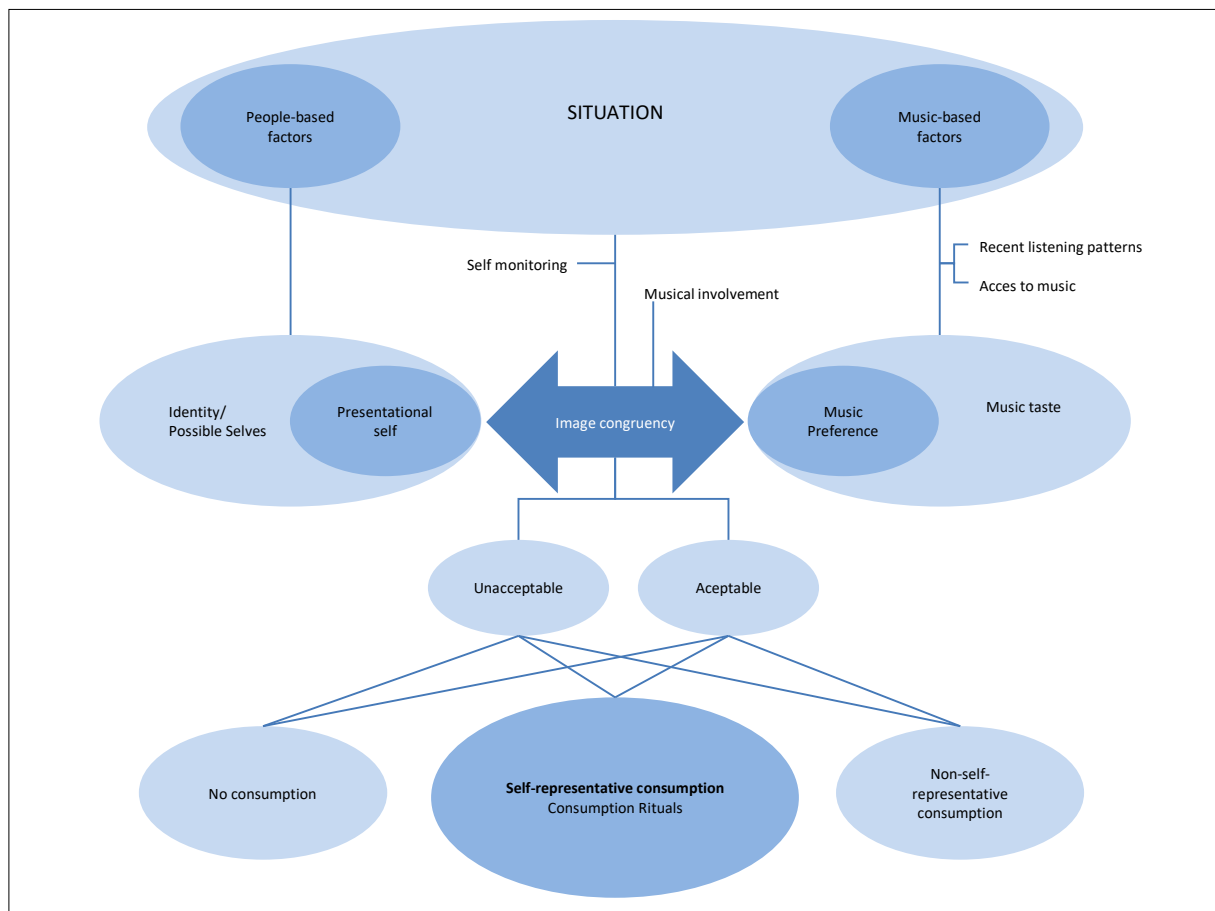 People-based
factors
SITUATION
Music-based
factors
Recent listening patterns
Self monitoring
Acces to music
Musical involvement
Identity/
Possible Selves
Presentational
self
Image congruency
Music
Preference
Music taste
Unacceptable
Aceptable
No consumption
Self-representative consumption
Consumption Rituals
Non-self-
representative
consumption